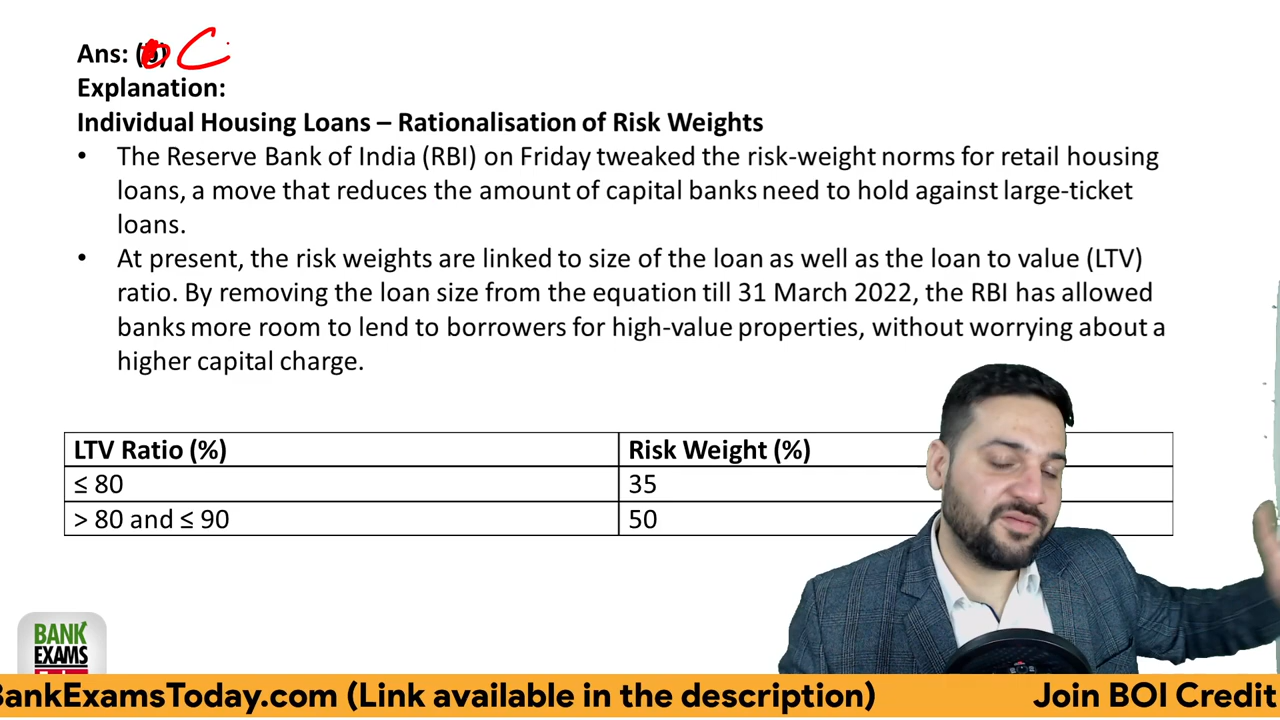 Ans: (b) C
Explanation:
Individual Housing Loans – Rationalisation of Risk Weights
• The Reserve Bank of India (RBI) on Friday tweaked the risk-weight norms for retail housing
loans, a move that reduces the amount of capital banks need to hold against large-ticket
loans.
• At present, the risk weights are linked to size of the loan as well as the loan to value (LTV)
ratio. By removing the loan size from the equation till 31 March 2022, the RBI has allowed
banks more room to lend to borrowers for high-value properties, without worrying about a
higher capital charge.
LTV Ratio (%) Risk Weight (%)
≤ 80 35
> 80 and ≤ 90 50
BANK
EXAMS
BankExamsToday.com (Link available in the description) Join BOI Credit